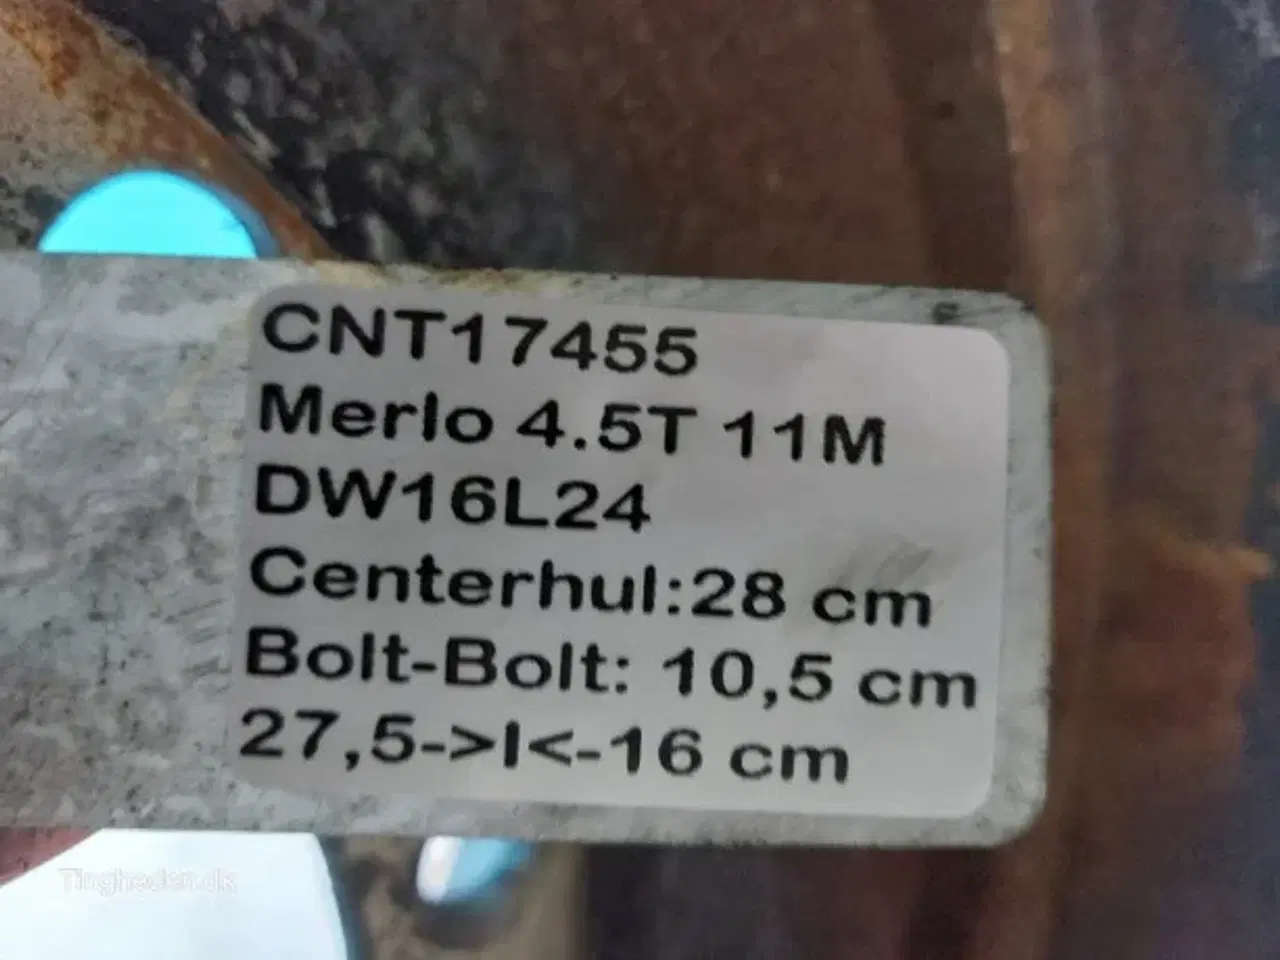 CNT17455
Merlo 4.5T 11M
DW16L24
Centerhul:28 cm
Bolt-Bolt: 10,5 cm
27,5->I<-16 cm
Tingheden.dk